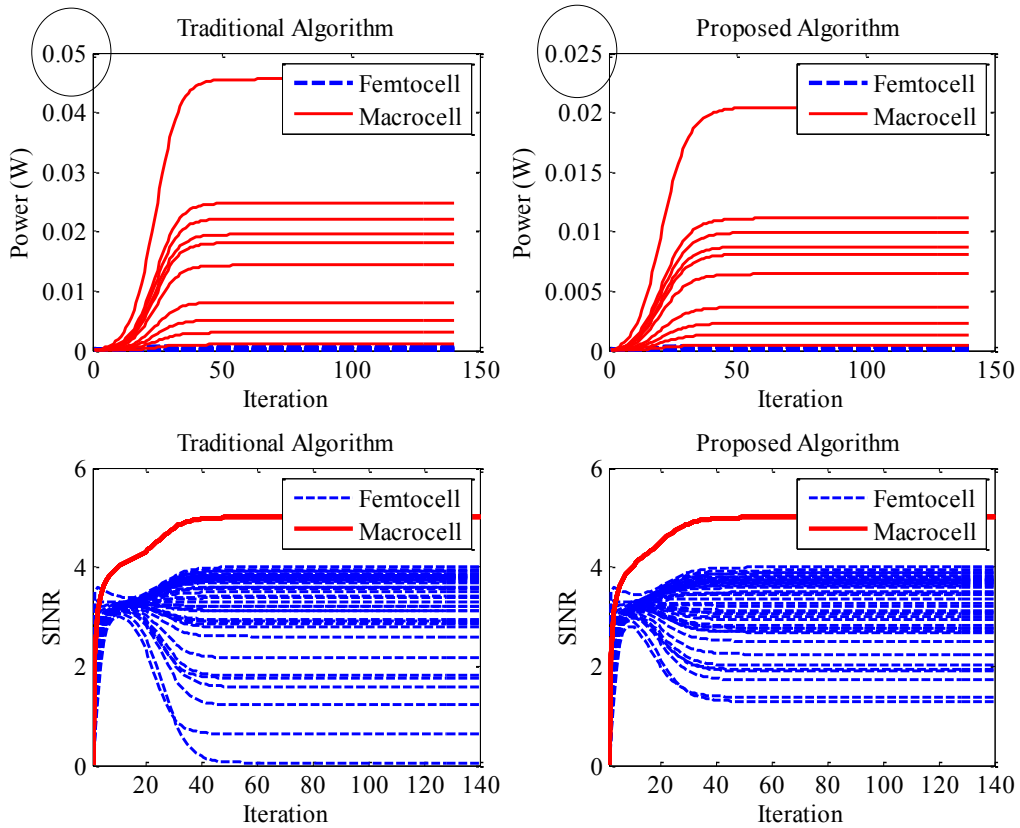 Traditional Algorithm
0.05
0.04
0.03
0.02
0.01
0
Power (W)
Femtocell
Macrocell
0 50 100 150
Iteration
Proposed Algorithm
0.025
0.02
0.015
0.01
0.005
0
Power (W)
Femtocell
Macrocell
0 50 100 150
Iteration
Traditional Algorithm
6
4
2
0
SINR
Femtocell
Macrocell
20 40 60 80 100 120 140
Iteration
Proposed Algorithm
6
4
2
0
SINR
Femtocell
Macrocell
20 40 60 80 100 120 140
Iteration